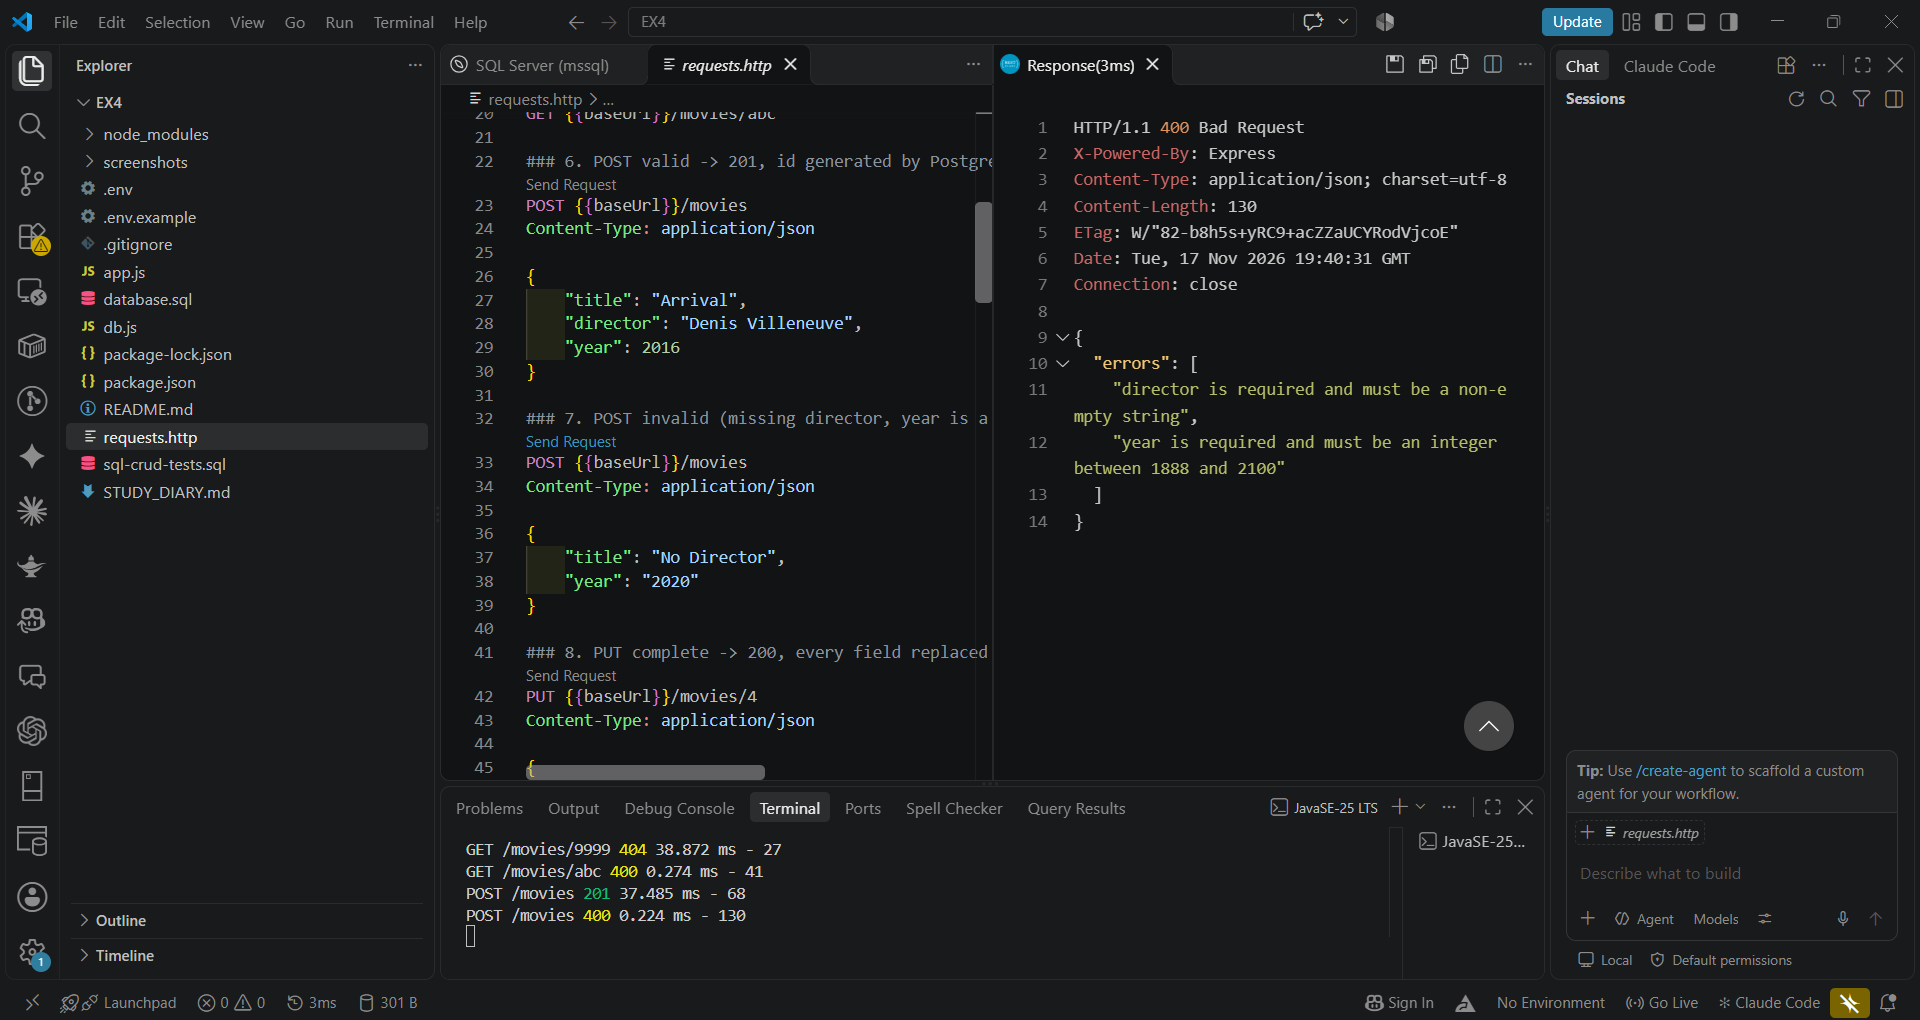 File Edit Selection View Go Run Terminal Help
EX4
Update
Explorer
EX4
node_modules
screenshots
.env
.env.example
.gitignore
JS app.js
database.sql
JS db.js
{} package-lock.json
{} package.json
README.md
requests.http
sql-crud-tests.sql
STUDY_DIARY.md
Outline
Timeline
1
SQL Server (mssql)
requests.http
requests.http > ...
20 GET {{baseUrl}}/movies/abc
21
22 ### 6. POST valid -> 201, id generated by Postgre
Send Request
23 POST {{baseUrl}}/movies
24 Content-Type: application/json
25
26 {
27 "title": "Arrival",
28 "director": "Denis Villeneuve",
29 "year": 2016
30 }
31
32 ### 7. POST invalid (missing director, year is a
Send Request
33 POST {{baseUrl}}/movies
34 Content-Type: application/json
35
36 {
37 "title": "No Director",
38 "year": "2020"
39 }
40
41 ### 8. PUT complete -> 200, every field replaced
Send Request
42 PUT {{baseUrl}}/movies/4
43 Content-Type: application/json
44
45 {
Response(3ms)
1 HTTP/1.1 400 Bad Request
2 X-Powered-By: Express
3 Content-Type: application/json; charset=utf-8
4 Content-Length: 130
5 ETag: W/"82-b8h5s+yRC9+acZZaUCYRodVjcoE"
6 Date: Tue, 17 Nov 2026 19:40:31 GMT
7 Connection: close
8
9 {
10 "errors": [
11 "director is required and must be a non-e
mpty string",
12 "year is required and must be an integer
between 1888 and 2100"
13 ]
14 }
Problems Output Debug Console Terminal Ports Spell Checker Query Results
JavaSE-25 LTS
GET /movies/9999 404 38.872 ms - 27
GET /movies/abc 400 0.274 ms - 41
POST /movies 201 37.485 ms - 68
POST /movies 400 0.224 ms - 130
JavaSE-25...
Chat Claude Code
Sessions
Tip: Use /create-agent to scaffold a custom
agent for your workflow.
requests.http
Describe what to build
Agent Models
Local Default permissions
Launchpad 0 0 3ms 301 B
Sign In No Environment Go Live Claude Code